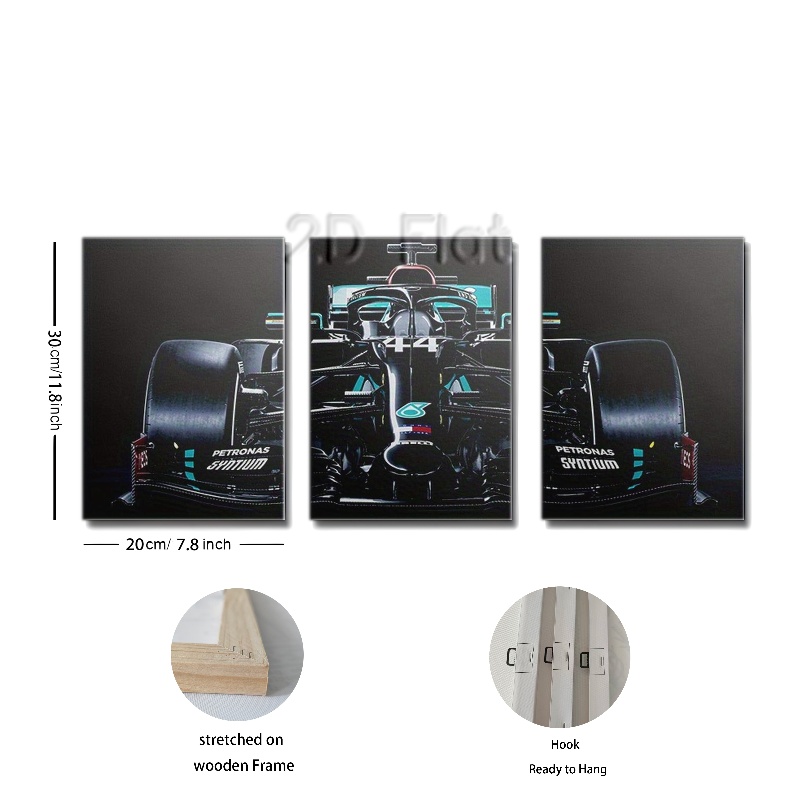 2D Flat
44
6
PETRONAS
SYNTIUM
PETRONAS
SYNTIUM
30cm/11.8inch
20cm/ 7.8 inch
stretched on
wooden Frame
Hook
Ready to Hang